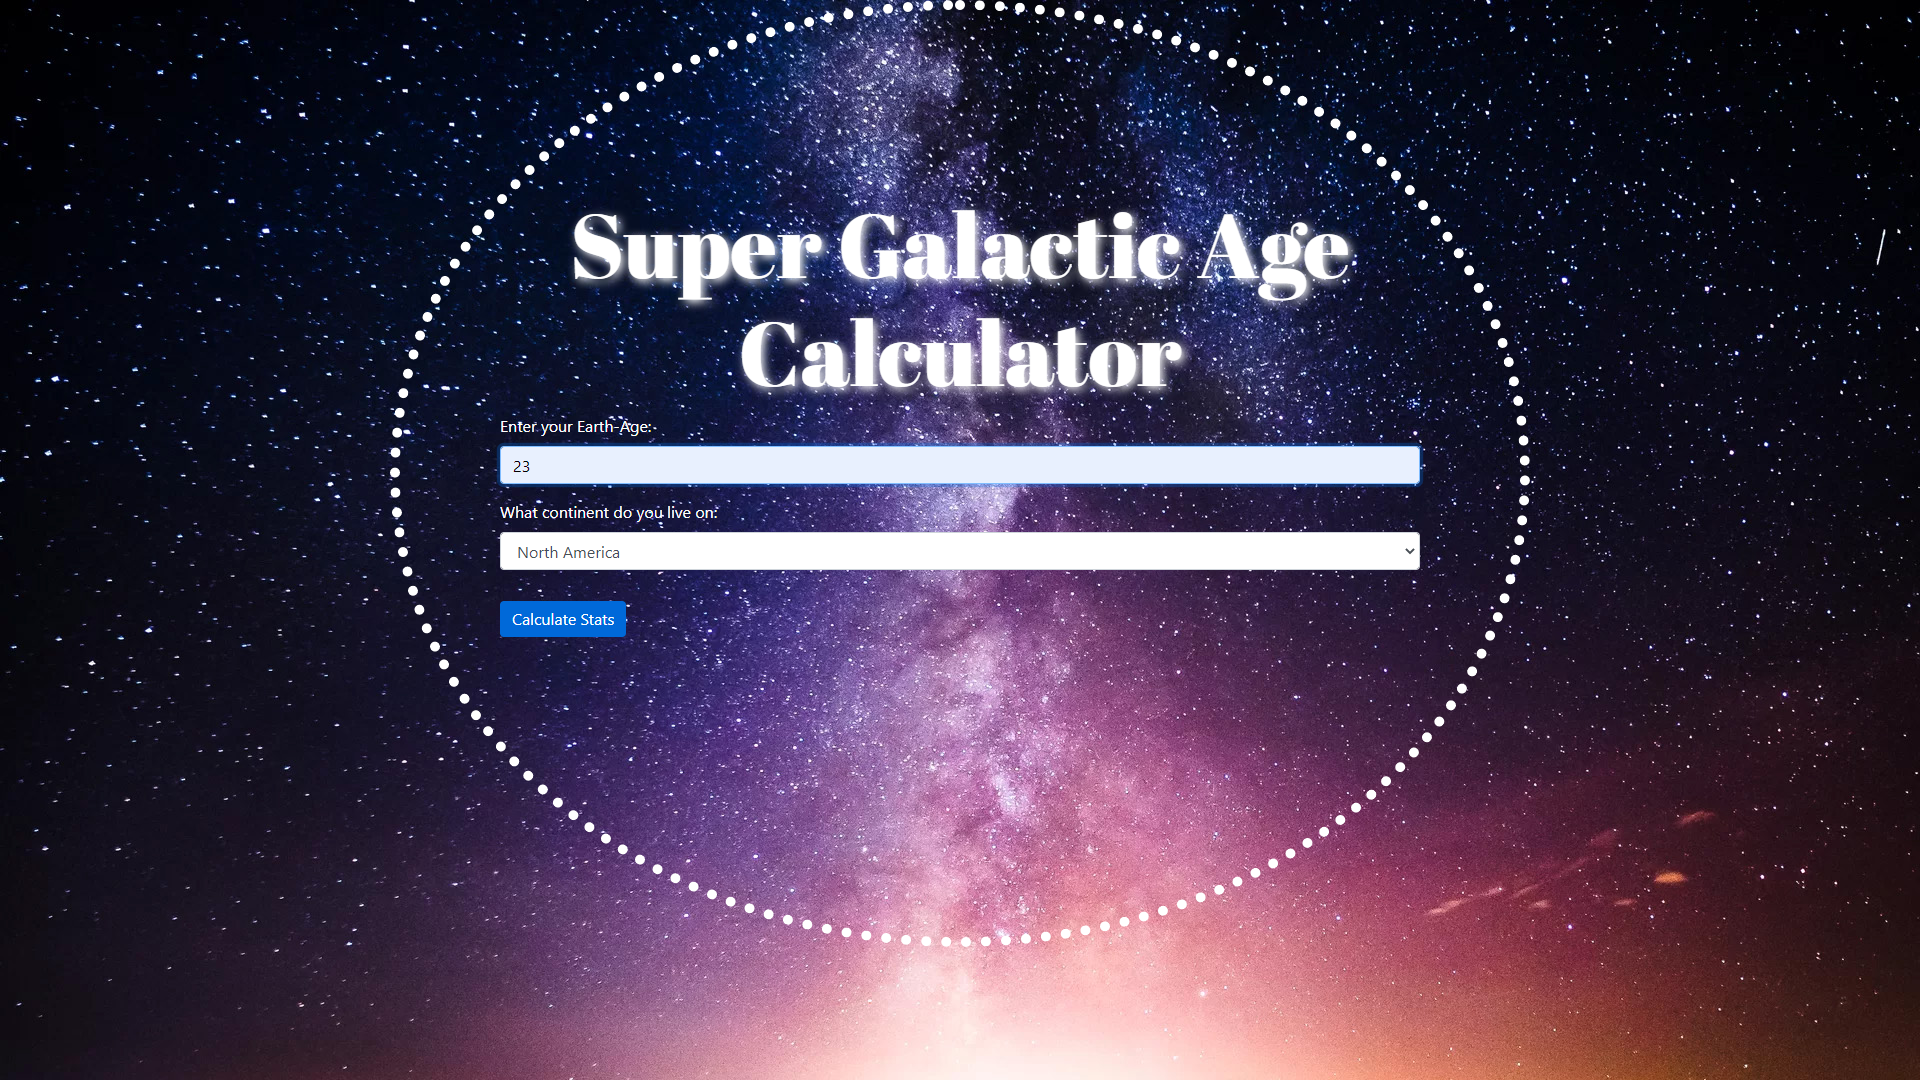 Super Galactic Age
Calculator
Enter your Earth-Age:
23
What continent do you live on:
North America
Calculate Stats